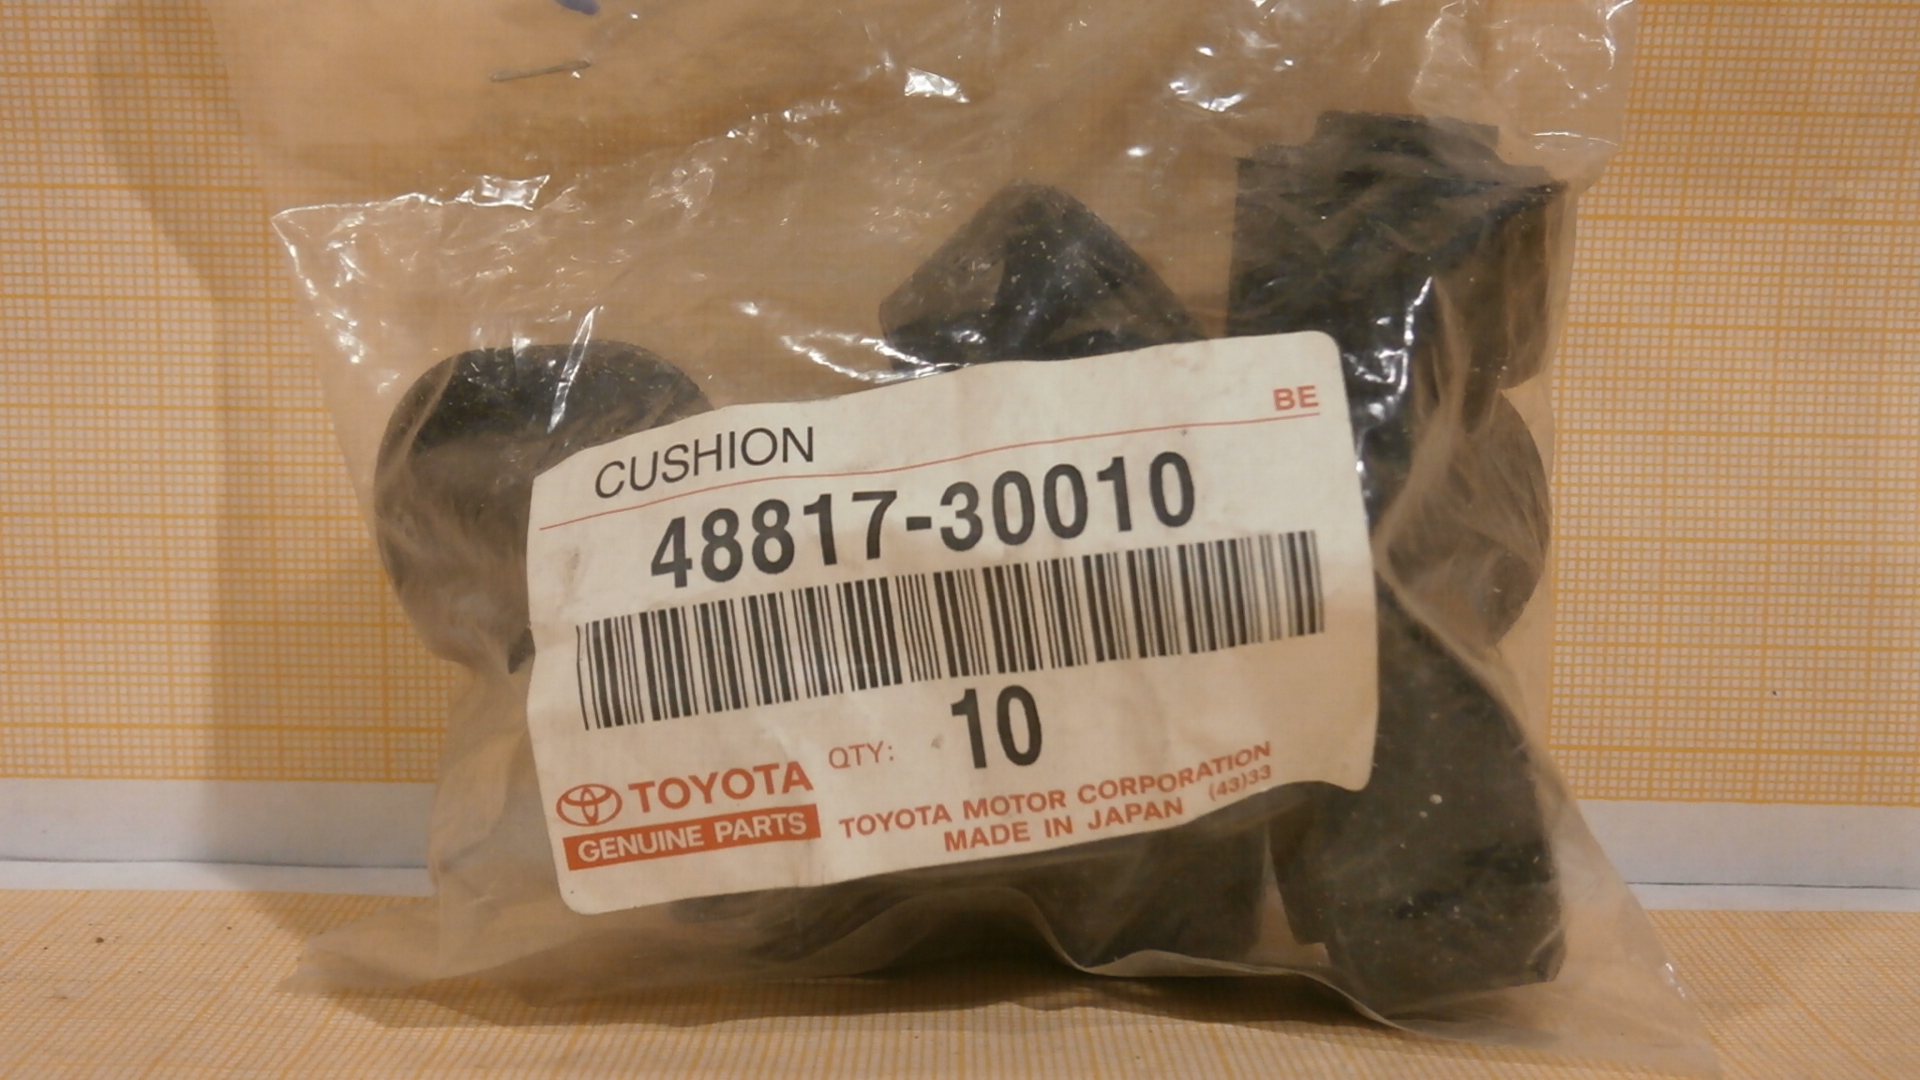 BE
CUSHION
48817-30010
QTY: 10
TOYOTA
GENUINE PARTS
TOYOTA MOTOR CORPORATION
MADE IN JAPAN (43)33